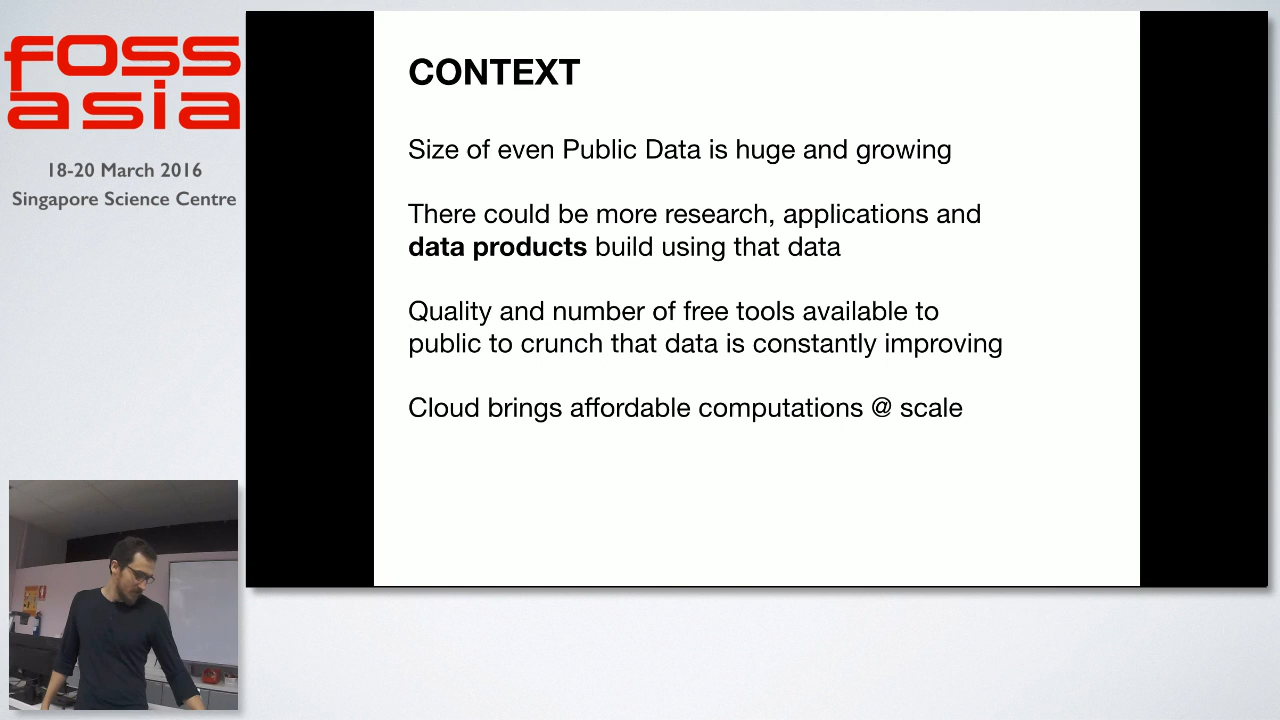 foss
asia
18-20 March 2016
Singapore Science Centre
CONTEXT
Size of even Public Data is huge and growing
There could be more research, applications and
data products build using that data
Quality and number of free tools available to
public to crunch that data is constantly improving
Cloud brings affordable computations @ scale